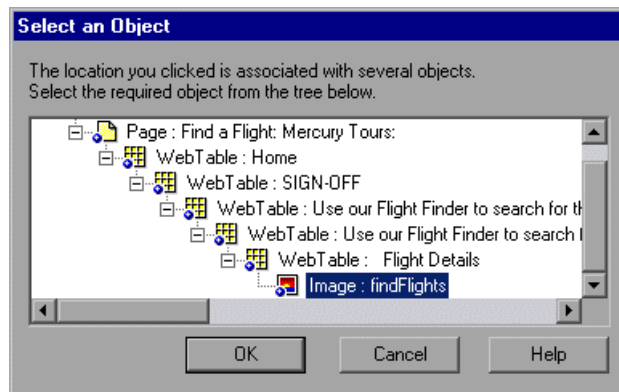 Select an Object
The location you clicked is associated with several objects.
Select the required object from the tree below.
Page : Find a Flight: Mercury Tours:
WebTable : Home
WebTable : SIGN-OFF
WebTable : Use our Flight Finder to search for
WebTable : Use our Flight Finder to search
WebTable : Flight Details
Image : findFlights
OK Cancel Help